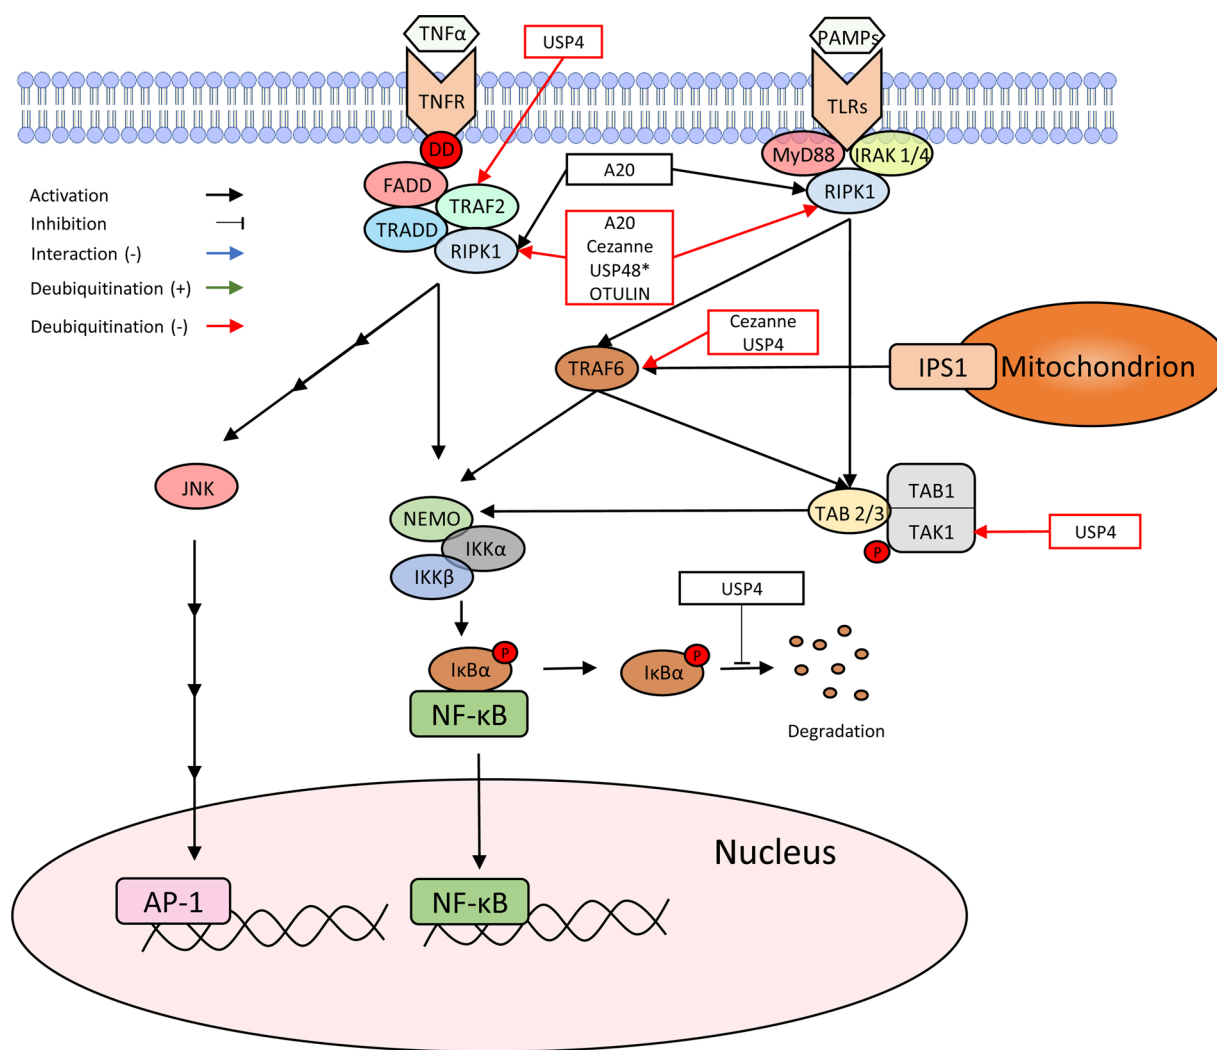 TNFα
USP4
PAMPs
TNFR
TLRs
DD
MyD88
IRAK 1/4
FADD
A20
RIPK1
Activation
TRAF2
Inhibition
TRADD
A20
Cezanne
USP48*
OTULIN
RIPK1
Interaction (-)
Deubiquitination (+)
Deubiquitination (-)
Cezanne
USP4
TRAF6
IPS1
Mitochondrion
JNK
TAB1
NEMO
TAB 2/3
TAK1
USP4
IKKα
P
IKKβ
USP4
P
IκBα
P
IκBα
NF-κB
Degradation
Nucleus
AP-1
NF-κB